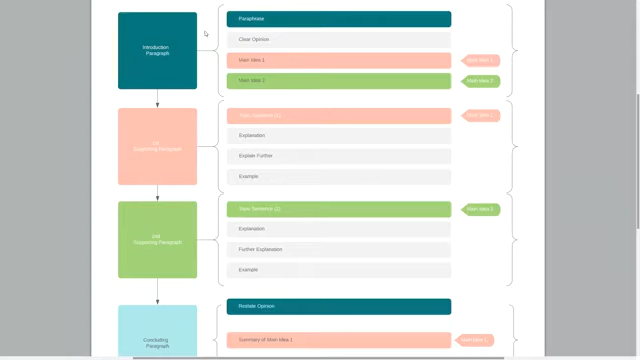 Introduction
Paragraph
Paraphrase
Clear Opinion
Main Idea 1
Main Idea 1
Main Idea 2
Main Idea 2
1st
Supporting Paragraph
Topic Sentence (1)
Main Idea 1
Explanation
Explain Further
Example
2nd
Supporting Paragraph
Topic Sentence (2)
Main Idea 2
Explanation
Further Explanation
Example
Concluding
Paragraph
Restate Opinion
Summary of Main Idea 1
Main Idea 1